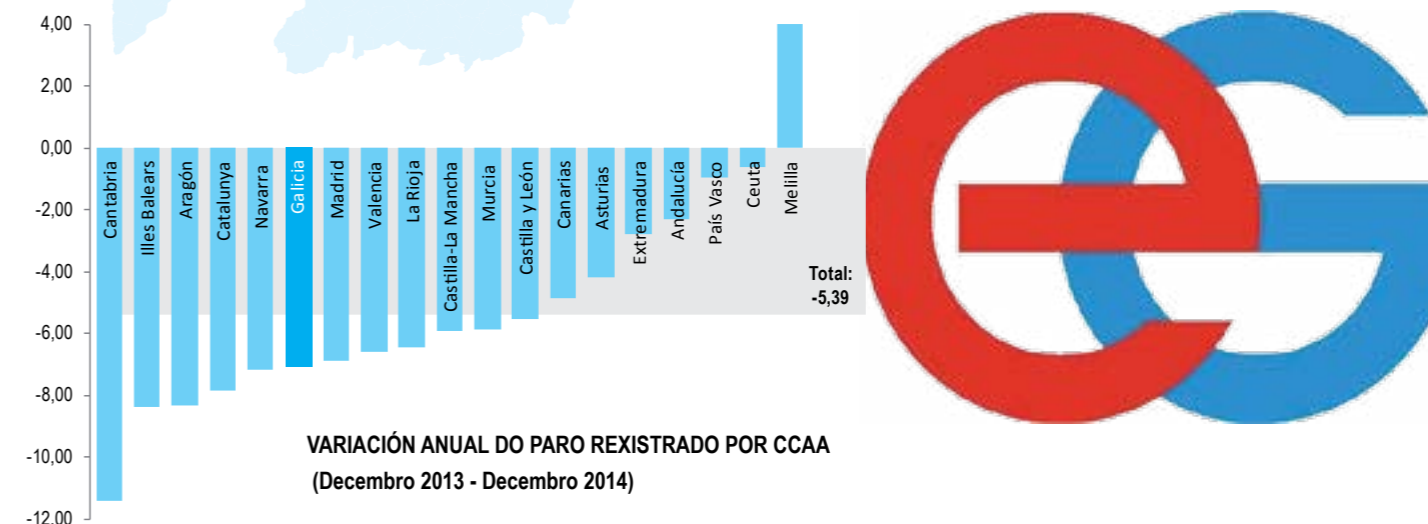 4,00
2,00
0,00
-2,00
-4,00
-6,00
-8,00
-10,00
-12,00
Cantabria
Illes Balears
Aragón
Catalunya
Navarra
Galicia
Madrid
Valencia
La Rioja
Castilla-La Mancha
Murcia
Castilla y León
Canarias
Asturias
Extremadura
Andalucía
País Vasco
Ceuta
Melilla
Total:
-5,39
VARIACIÓN ANUAL DO PARO REXISTRADO POR CCAA
(Decembro 2013 - Decembro 2014)
eG